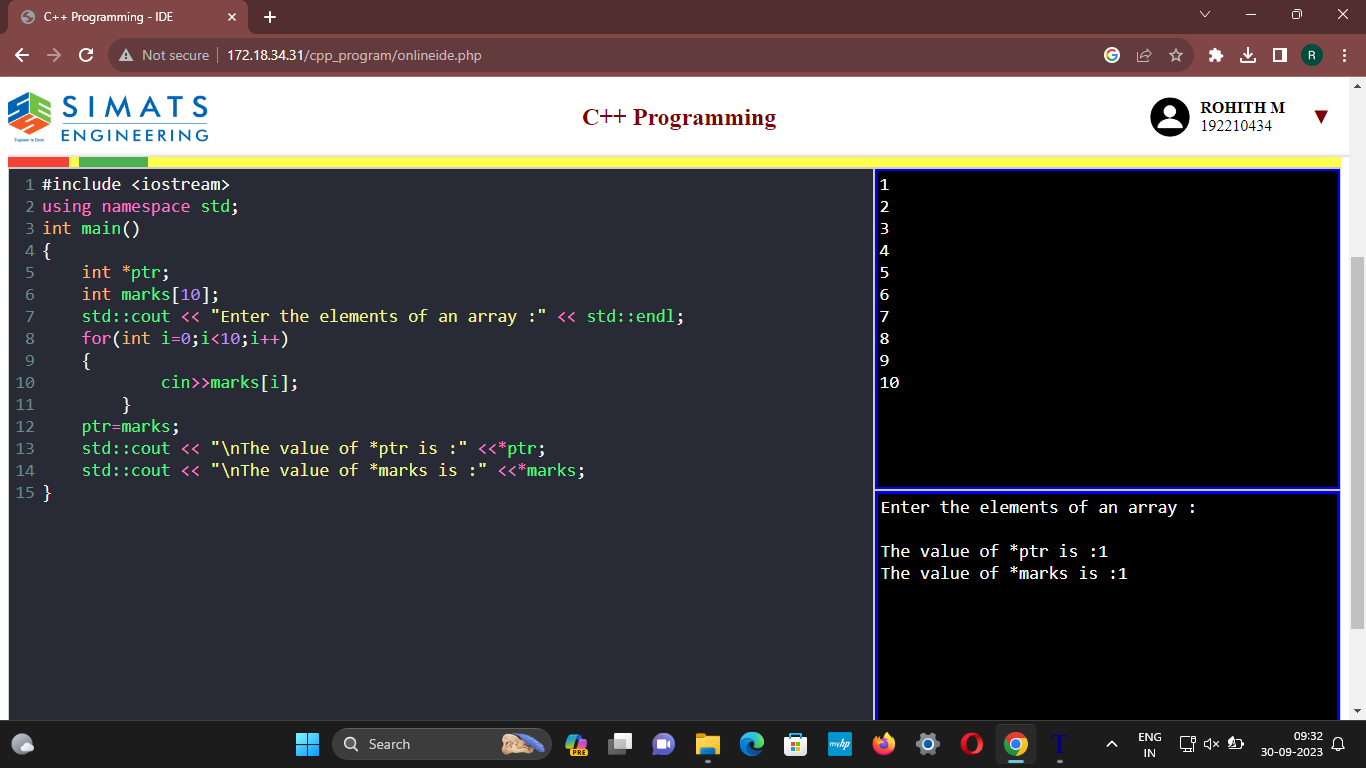 C++ Programming - IDE
Not secure
172.18.34.31/cpp_program/onlineide.php
R
SIMATS
ENGINEERING
Engineer to Excel
C++ Programming
ROHITH M
192210434
1 #include <iostream>
2 using namespace std;
3 int main()
4 {
5     int *ptr;
6     int marks[10];
7     std::cout << "Enter the elements of an array :" << std::endl;
8     for(int i=0;i<10;i++)
9     {
10             cin>>marks[i];
11         }
12     ptr=marks;
13     std::cout << "\nThe value of *ptr is :" <<*ptr;
14     std::cout << "\nThe value of *marks is :" <<*marks;
15 }
1
2
3
4
5
6
7
8
9
10
Enter the elements of an array :
The value of *ptr is :1
The value of *marks is :1
Search
PRE
myhp
T
ENG
IN
09:32
30-09-2023